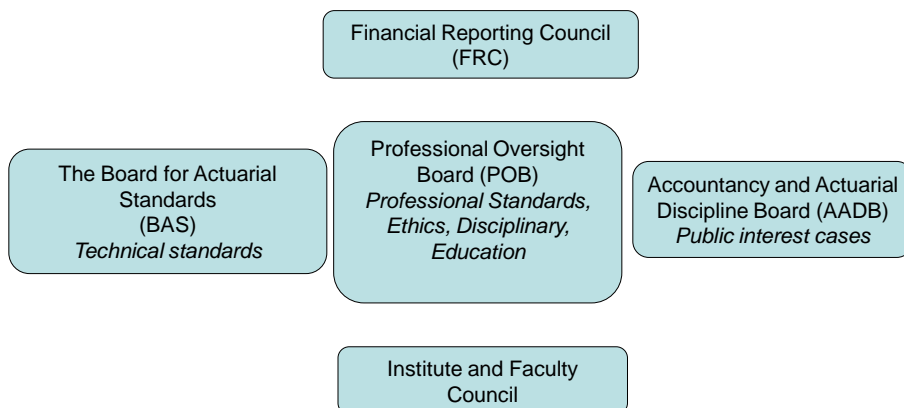 Financial Reporting Council
(FRC)
The Board for Actuarial
Standards
(BAS)
Technical standards
Professional Oversight
Board (POB)
Professional Standards,
Ethics, Disciplinary,
Education
Accountancy and Actuarial
Discipline Board (AADB)
Public interest cases
Institute and Faculty
Council